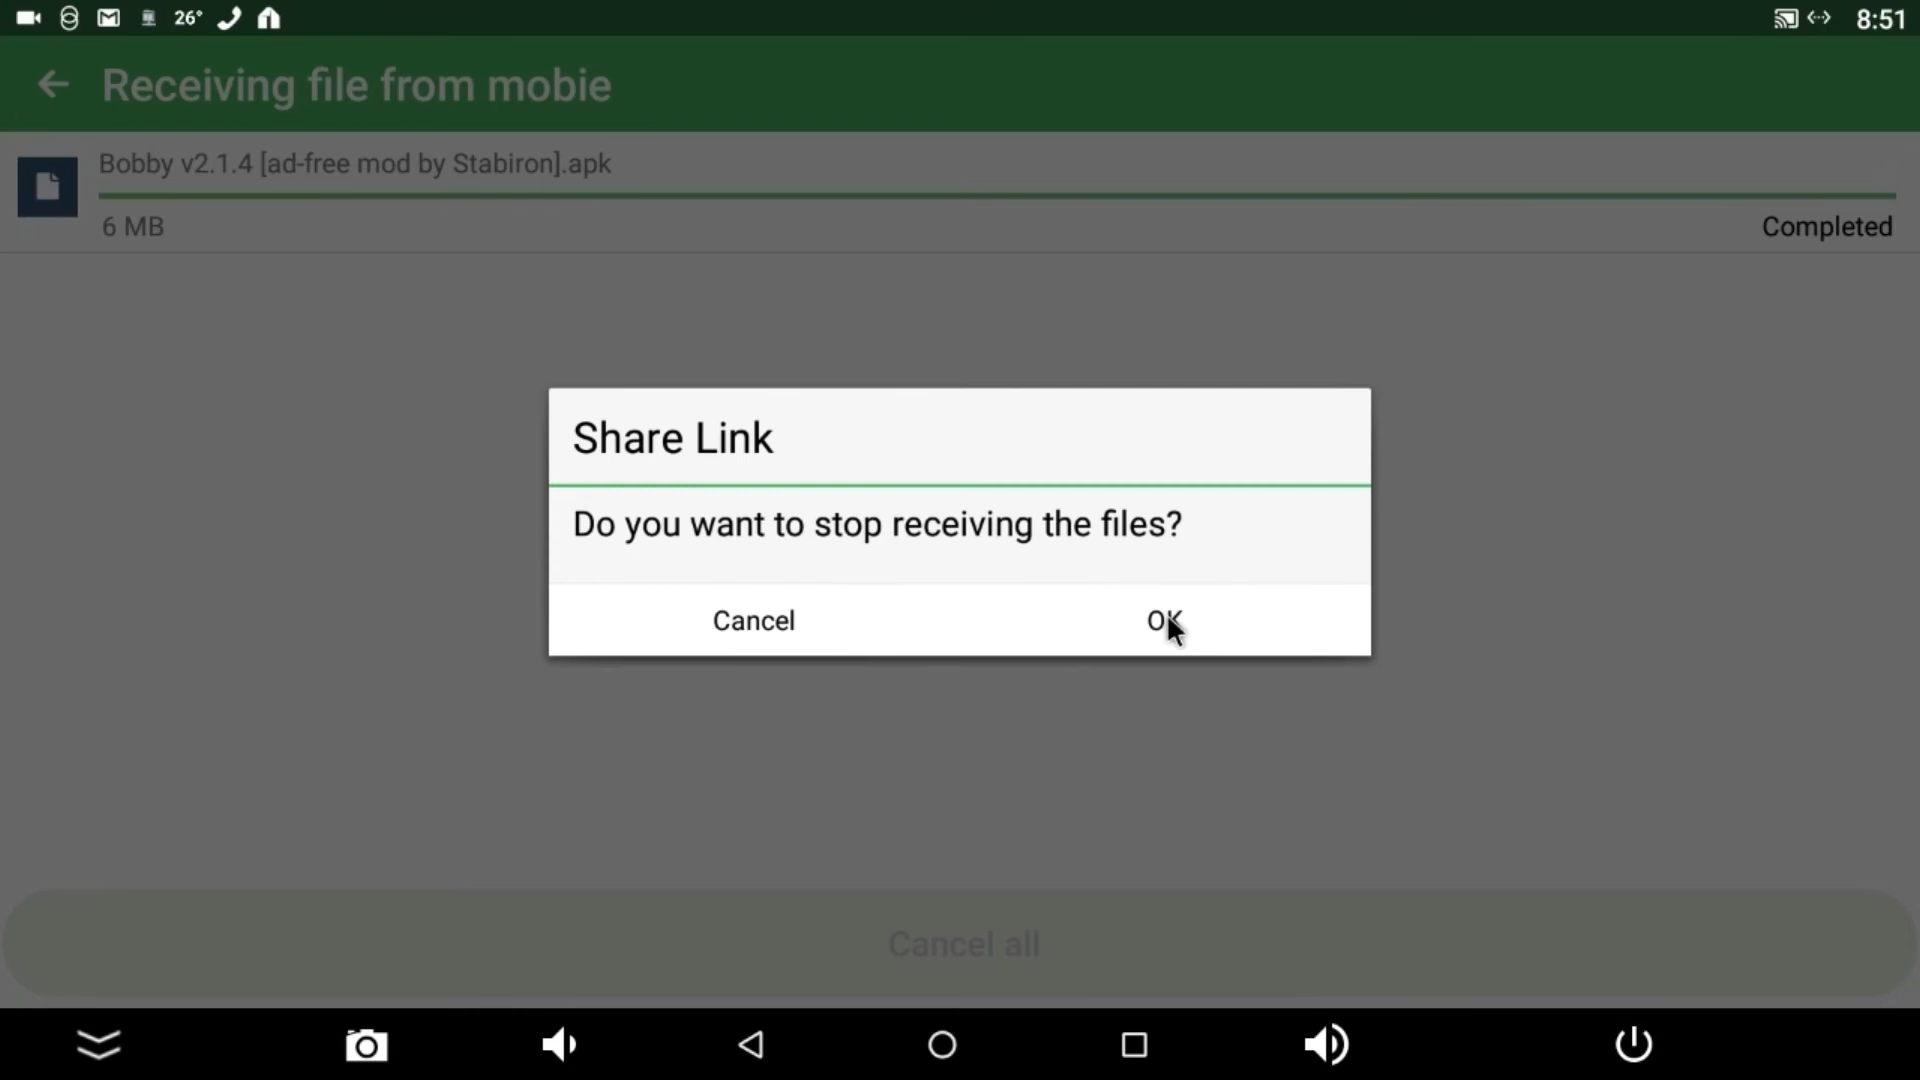 26° 8:51
Receiving file from mobie
Bobby v2.1.4 [ad-free mod by Stabiron].apk
6 MB Completed
Share Link
Do you want to stop receiving the files?
Cancel OK
Cancel all